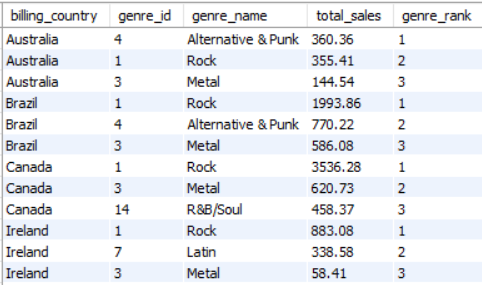 billing_country genre_id genre_name total_sales genre_rank
Australia 4 Alternative & Punk 360.36 1
Australia 1 Rock 355.41 2
Australia 3 Metal 144.54 3
Brazil 1 Rock 1993.86 1
Brazil 4 Alternative & Punk 770.22 2
Brazil 3 Metal 586.08 3
Canada 1 Rock 3536.28 1
Canada 3 Metal 620.73 2
Canada 14 R&B/Soul 458.37 3
Ireland 1 Rock 883.08 1
Ireland 7 Latin 338.58 2
Ireland 3 Metal 58.41 3